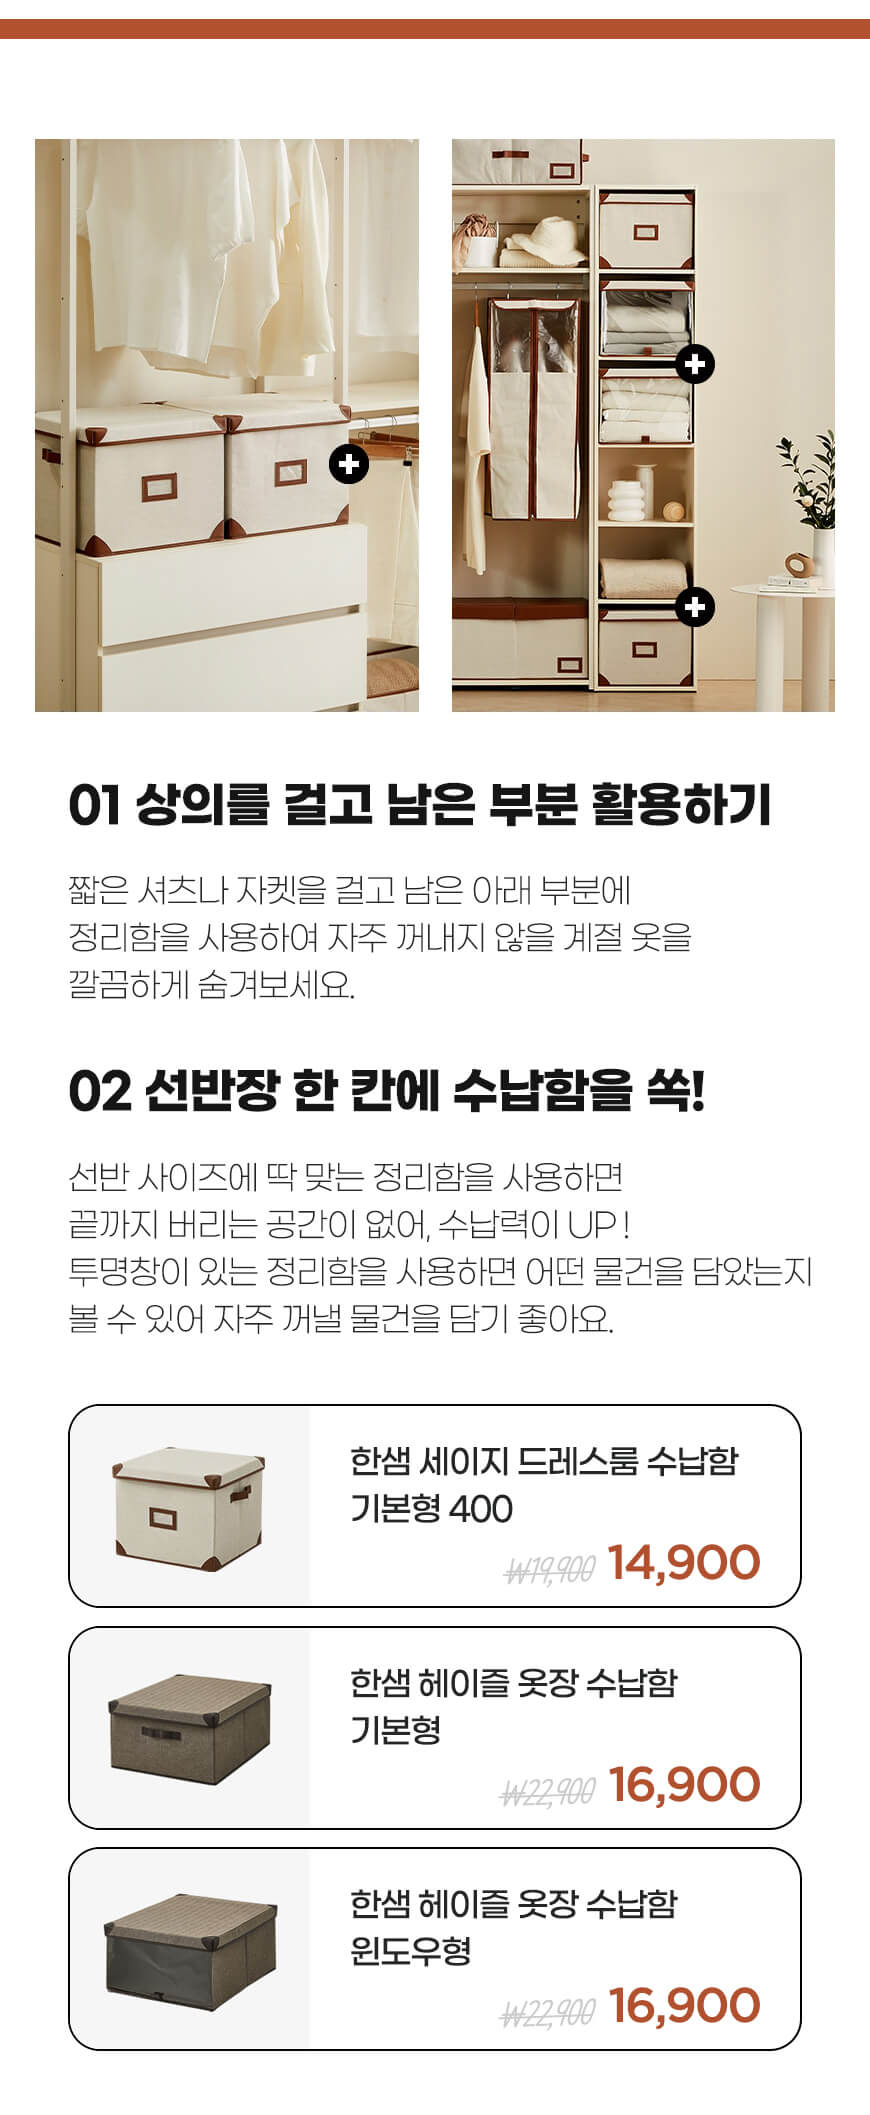 01 상의를 걸고 남은 부분 활용하기
짧은 셔츠나 자켓을 걸고 남은 아래 부분에
정리함을 사용하여 자주 꺼내지 않을 계절 옷을
깔끔하게 숨겨보세요.
02 선반장 한 칸에 수납함을 쏙!
선반 사이즈에 딱 맞는 정리함을 사용하면
끝까지 버리는 공간이 없어, 수납력이 UP !
투명창이 있는 정리함을 사용하면 어떤 물건을 담았는지
볼 수 있어 자주 꺼낼 물건을 담기 좋아요.
한샘 세이지 드레스룸 수납함
기본형 400
₩19,900 14,900
한샘 헤이즐 옷장 수납함
기본형
₩22,900 16,900
한샘 헤이즐 옷장 수납함
윈도우형
₩22,900 16,900